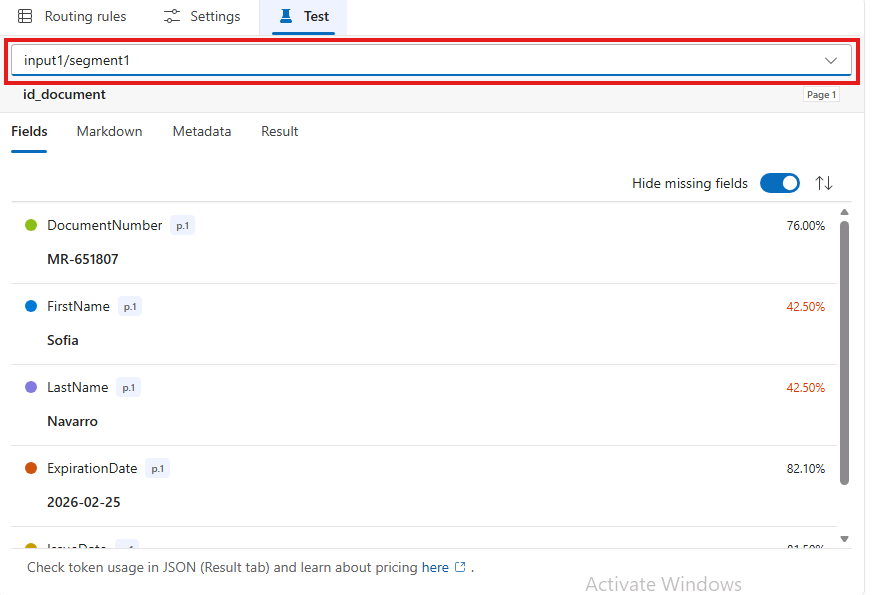 Routing rules Settings Test
input1/segment1
id_document Page 1
Fields Markdown Metadata Result
Hide missing fields
DocumentNumber p.1 76.00%
MR-651807
FirstName p.1 42.50%
Sofia
LastName p.1 42.50%
Navarro
ExpirationDate p.1 82.10%
2026-02-25
IssueDate
Check token usage in JSON (Result tab) and learn about pricing here .
Activate Windows